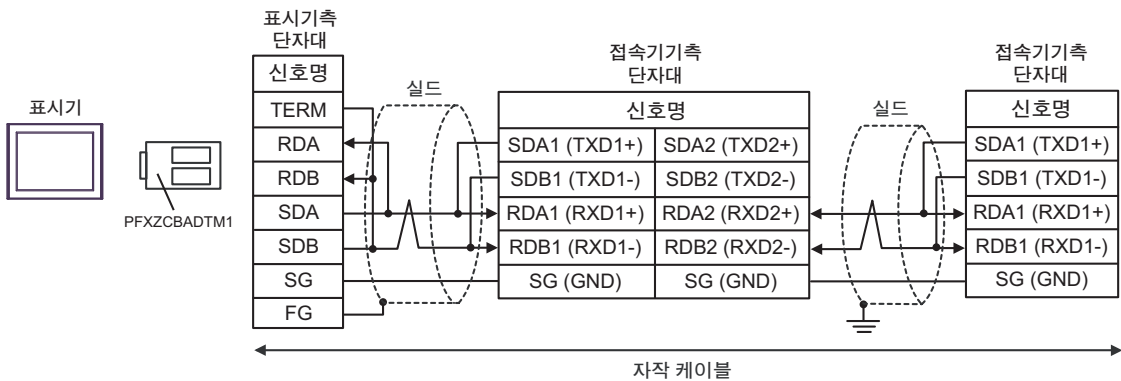 표시기
PFXZCBADTM1
표시기측
단자대
신호명
TERM
RDA
RDB
SDA
SDB
SG
FG
실드
접속기기측
단자대
신호명
SDA1 (TXD1+) SDA2 (TXD2+)
SDB1 (TXD1-) SDB2 (TXD2-)
RDA1 (RXD1+) RDA2 (RXD2+)
RDB1 (RXD1-) RDB2 (RXD2-)
SG (GND) SG (GND)
실드
접속기기측
단자대
신호명
SDA1 (TXD1+)
SDB1 (TXD1-)
RDA1 (RXD1+)
RDB1 (RXD1-)
SG (GND)
자작 케이블